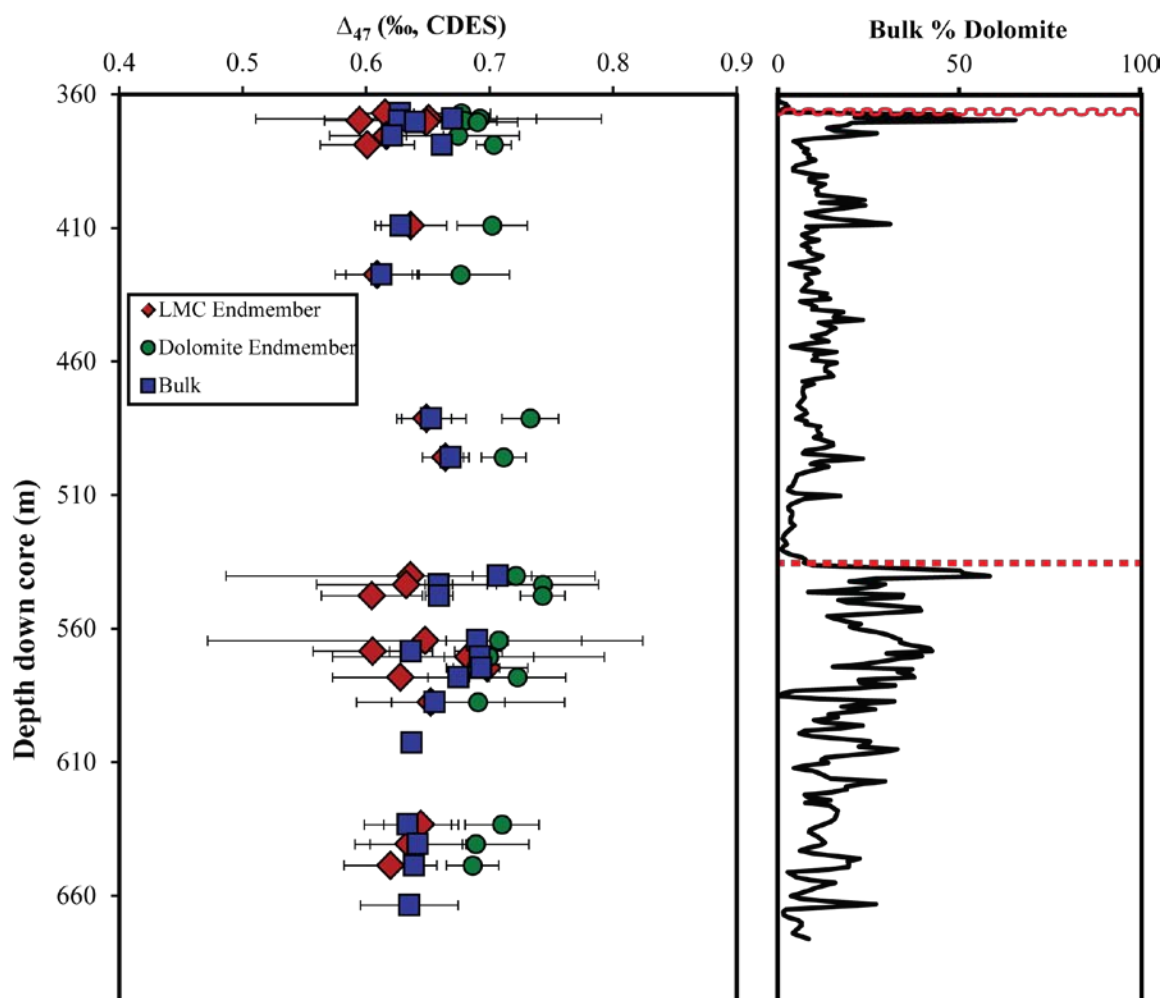 Δ47 (‰, CDES)
Bulk % Dolomite
0.4 0.5 0.6 0.7 0.8 0.9
0 50 100
360
410
460
510
560
610
660
Depth down core (m)
LMC Endmember
Dolomite Endmember
Bulk